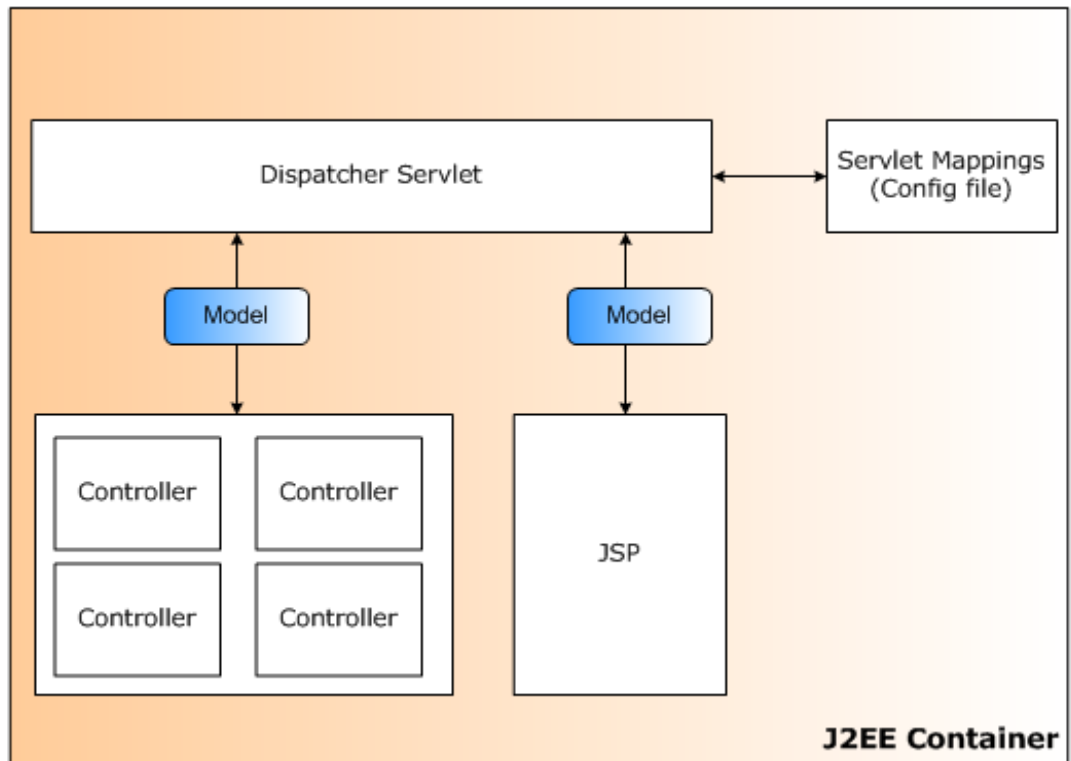 Dispatcher Servlet
Servlet Mappings
(Config file)
Model
Model
Controller
Controller
Controller
Controller
JSP
J2EE Container